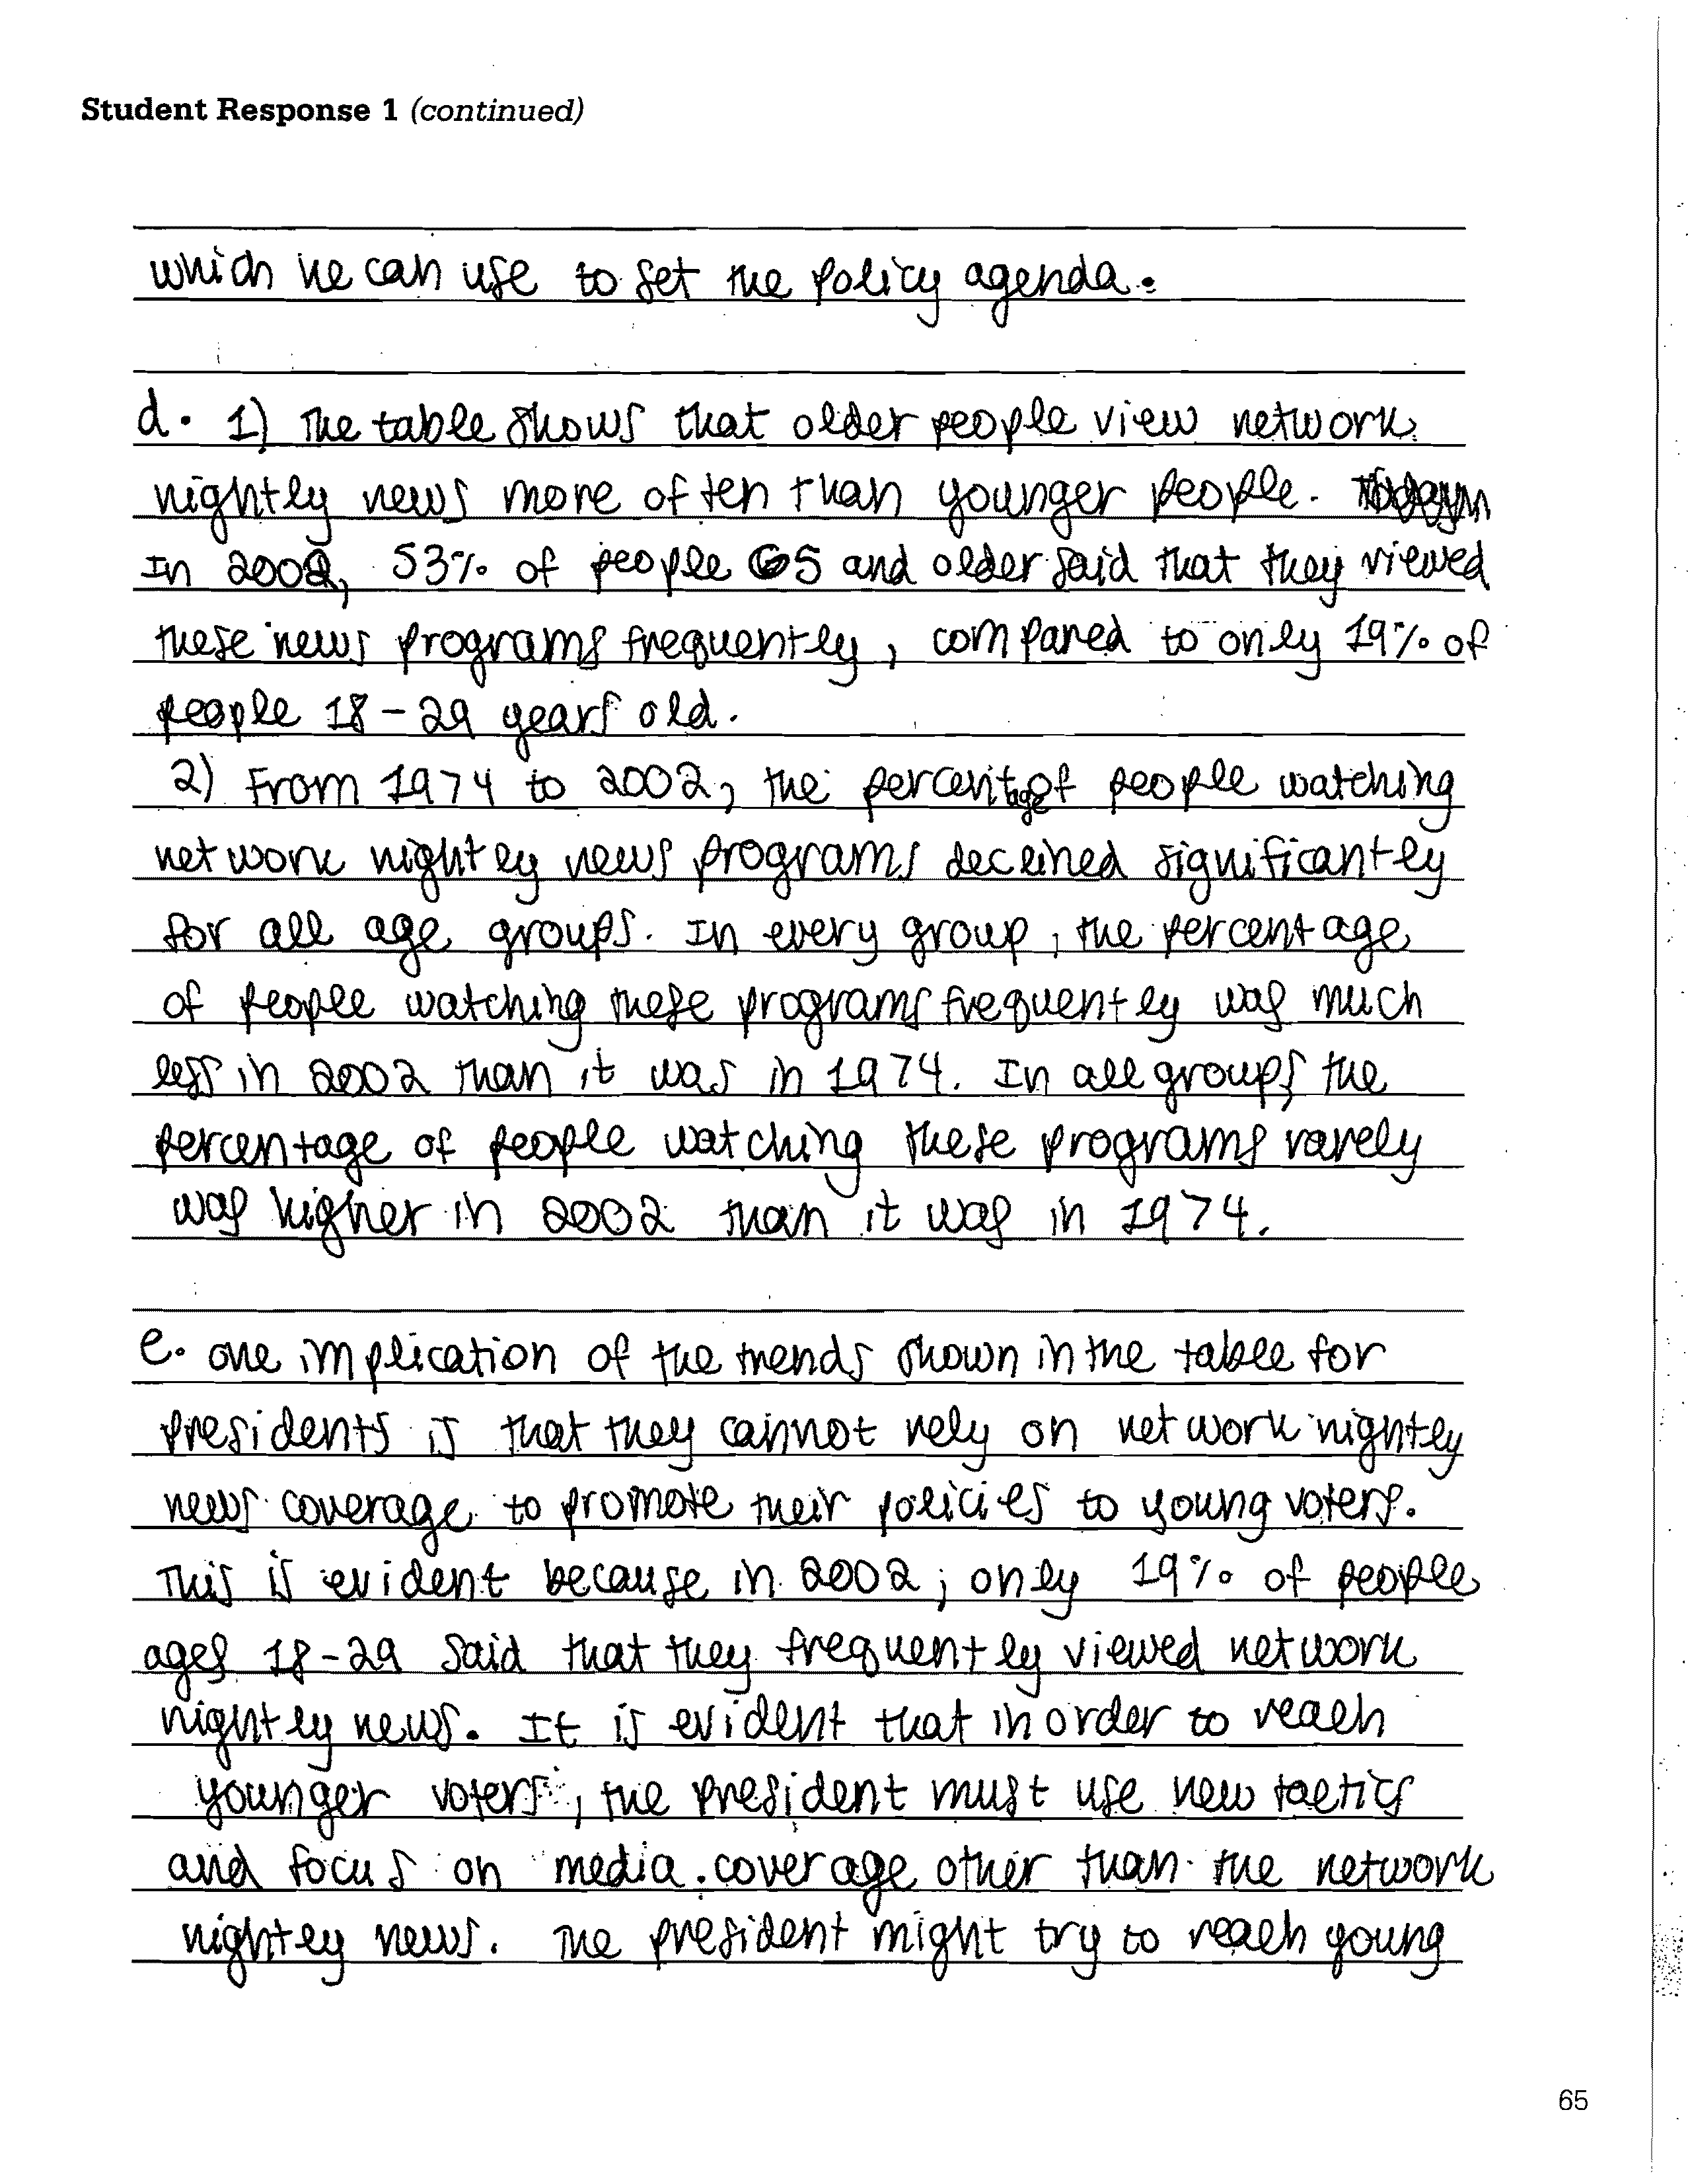 Student Response 1 (continued)
which he can use to set the policy agenda.
d. 1) The table shows that older people view network
nightly news more often than younger people.
In 2002, 53% of people 65 and older said that they viewed
these news programs frequently, compared to only 19% of
people 18-29 years old.
2) From 1974 to 2002, the percentage of people watching
network nightly news programs declined significantly
for all age groups. In every group, the percentage
of people watching these programs frequently was much
less in 2002 than it was in 1974. In all groups, the
percentage of people watching these programs rarely
was higher in 2002 than it was in 1974.
e. one implication of the trends shown in the table for
presidents is that they cannot rely on network nightly
news coverage to promote their policies to young voters.
This is evident because in 2002, only 19% of people
ages 18-29 said that they frequently viewed network
nightly news. It is evident that in order to reach
younger voters, the president must use new tactics
and focus on media coverage other than the network
nightly news. The president might try to reach young
65